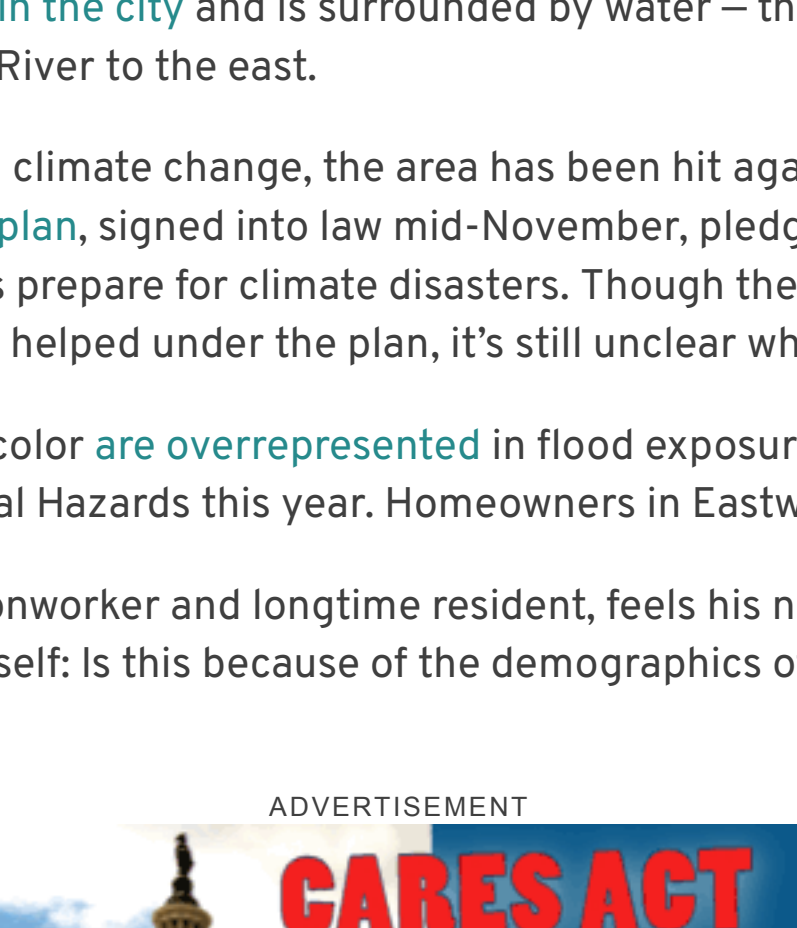 in the city and is surrounded by water — th
River to the east.
climate change, the area has been hit aga
plan, signed into law mid-November, pledg
s prepare for climate disasters. Though the
helped under the plan, it’s still unclear wh
color are overrepresented in flood exposur
al Hazards this year. Homeowners in Eastw
onworker and longtime resident, feels his n
self: Is this because of the demographics o
ADVERTISEMENT
CARES ACT